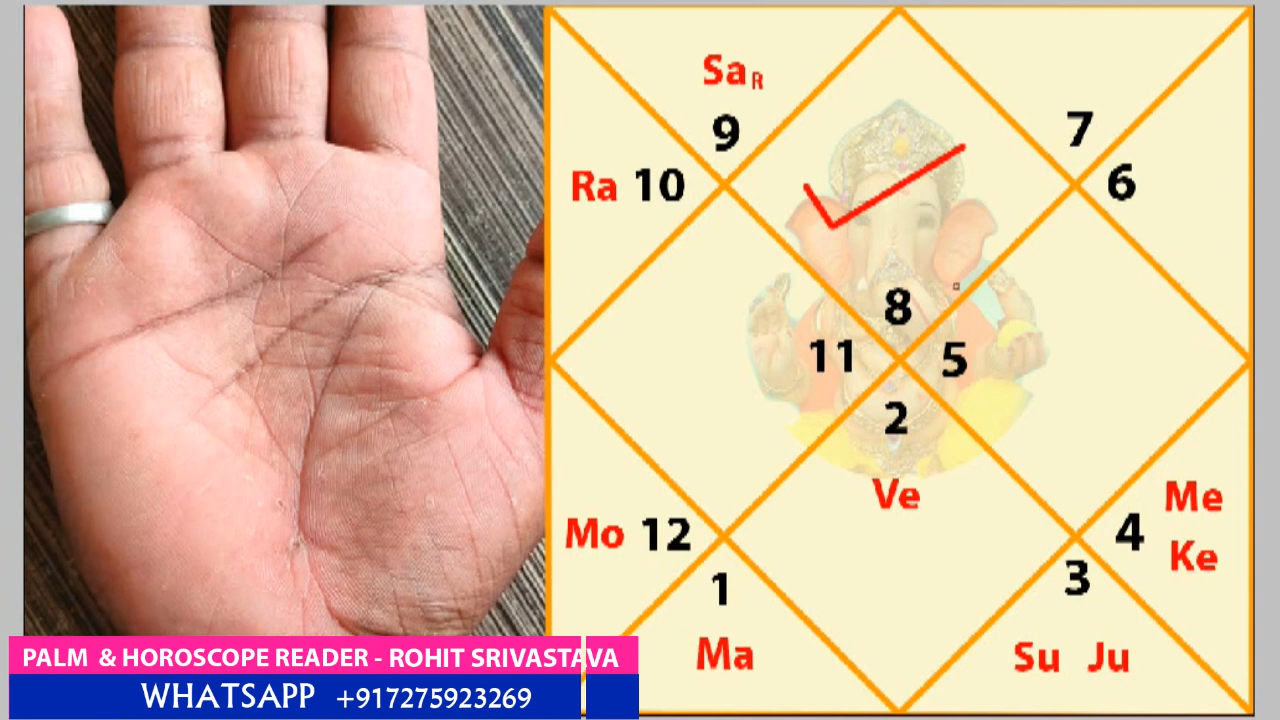 Sa R
9
7
Ra 10
6
8
11
5
2
Ve
Me
Mo 12
4
Ke
1
3
Ma
Su Ju
PALM & HOROSCOPE READER - ROHIT SRIVASTAVA
WHATSAPP +917275923269